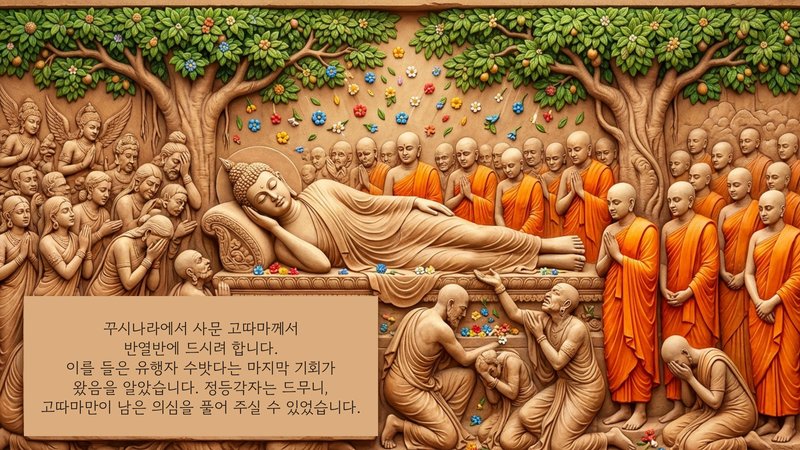 꾸시나라에서 사문 고따마께서
반열반에 드시려 합니다.
이를 들은 유행자 수밧다는 마지막 기회가
왔음을 알았습니다. 정등각자는 드무니,
고따마만이 남은 의심을 풀어 주실 수 있었습니다.